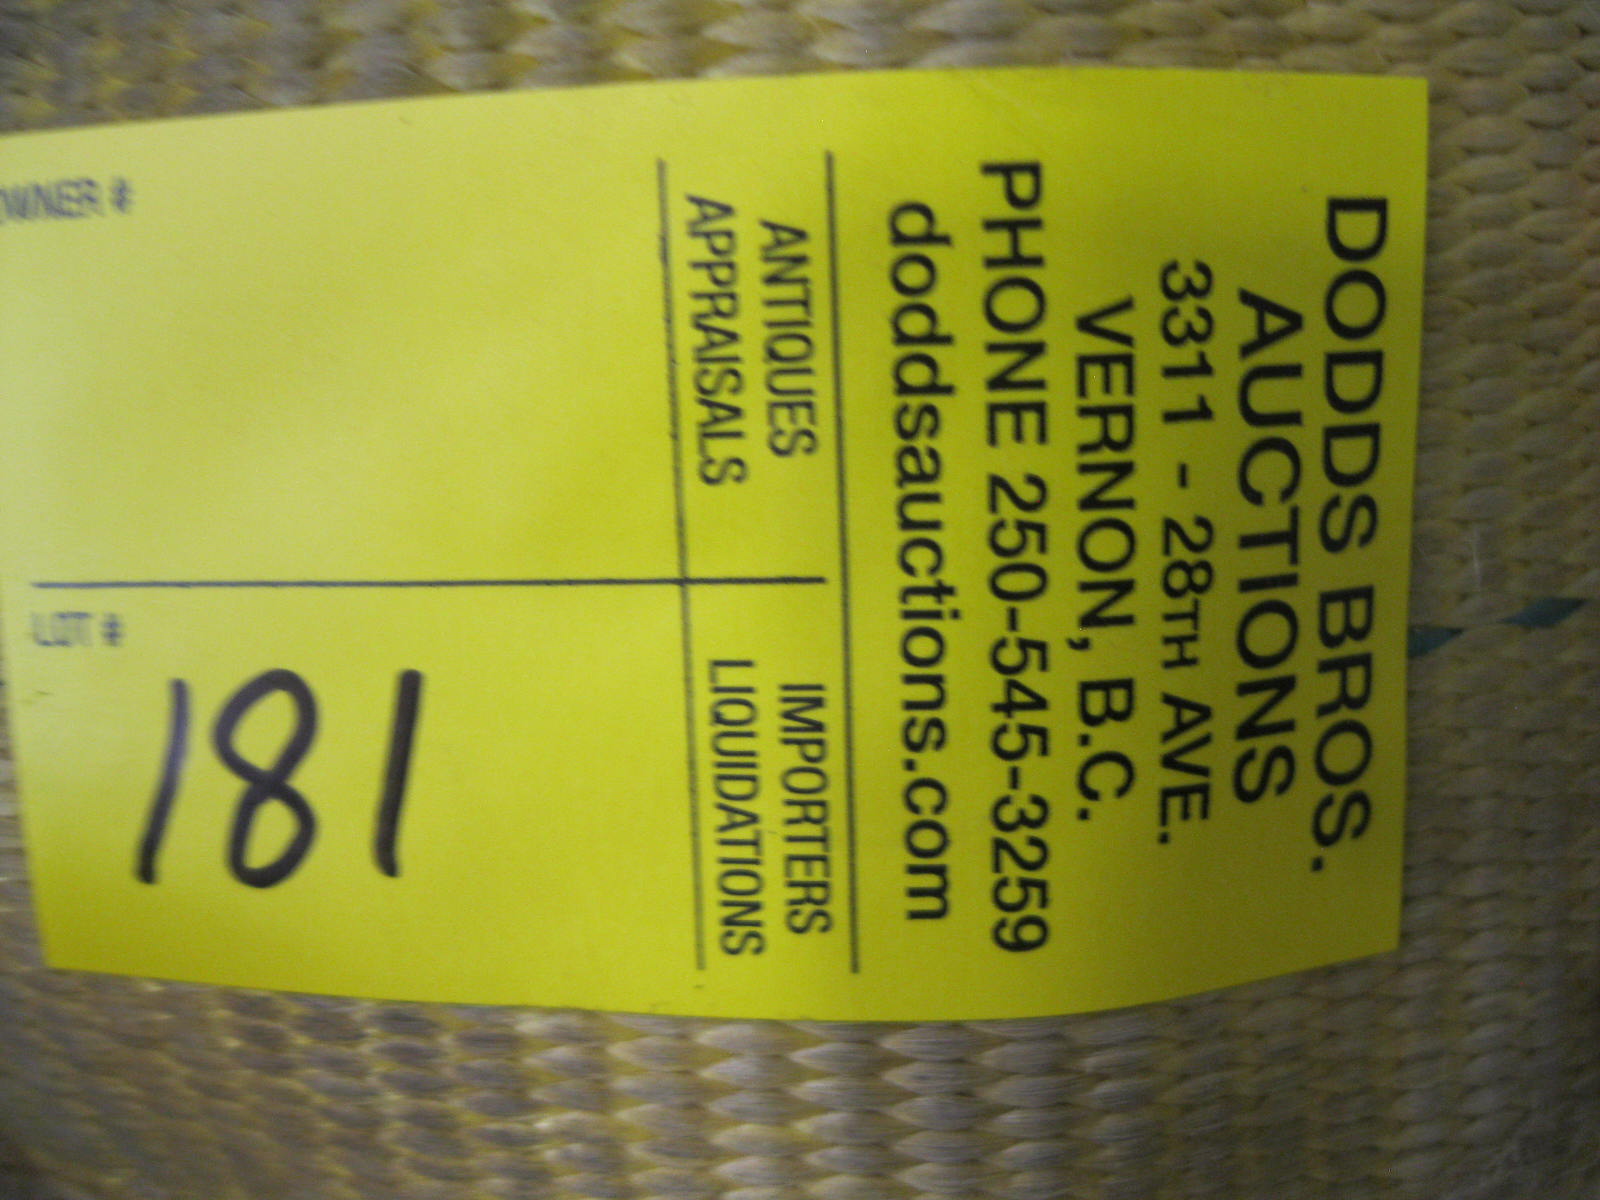 DODDS BROS.
AUCTIONS
3311 - 28TH AVE.
VERNON, B.C.
PHONE 250-545-3259
doddsauctions.com
ANTIQUES
APPRAISALS
IMPORTERS
LIQUIDATIONS
OWNER #
LOT #
181